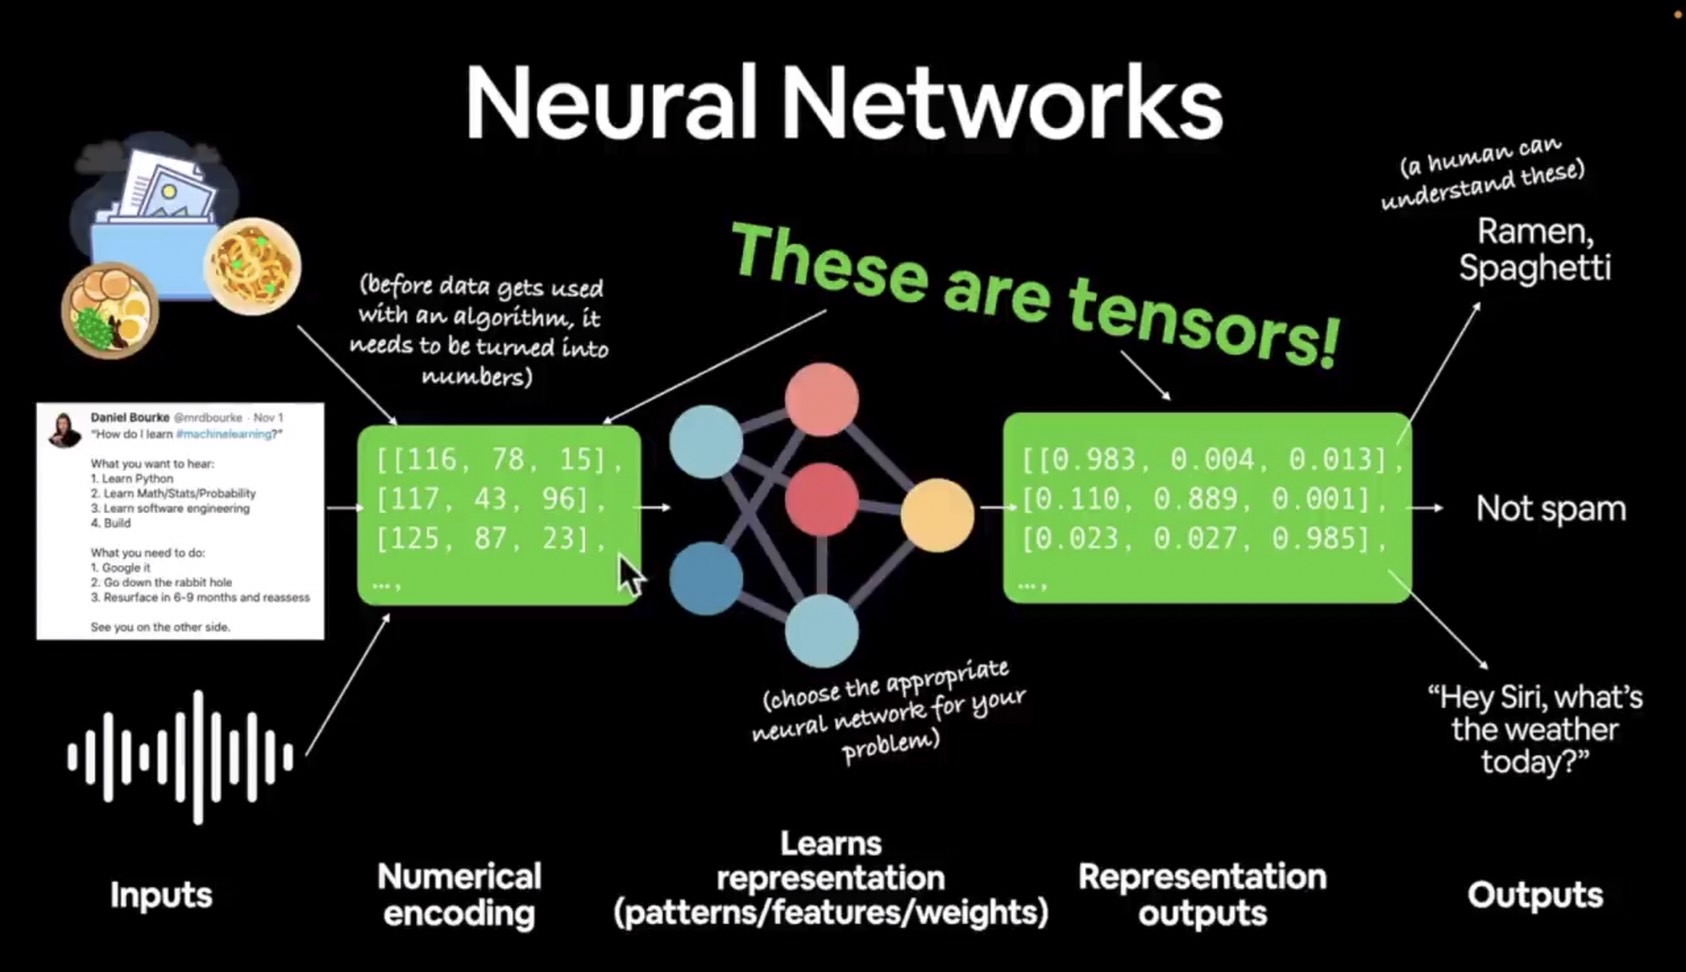 Neural Networks
(a human can
understand these)
Ramen,
Spaghetti
These are tensors!
(before data gets used
with an algorithm, it
needs to be turned into
numbers)
Daniel Bourke @mrdbourke · Nov 1
“How do I learn #machinelearning?”
What you want to hear:
1. Learn Python
2. Learn Math/Stats/Probability
3. Learn software engineering
4. Build
What you need to do:
1. Google it
2. Go down the rabbit hole
3. Resurface in 6-9 months and reassess
See you on the other side.
[[116, 78, 15],
[117, 43, 96],
[125, 87, 23],
…,
[[0.983, 0.004, 0.013],
[0.110, 0.889, 0.001],
[0.023, 0.027, 0.985],
…,
Not spam
(choose the appropriate
neural network for your
problem)
“Hey Siri, what’s
the weather
today?”
Inputs
Numerical
encoding
Learns
representation
(patterns/features/weights)
Representation
outputs
Outputs